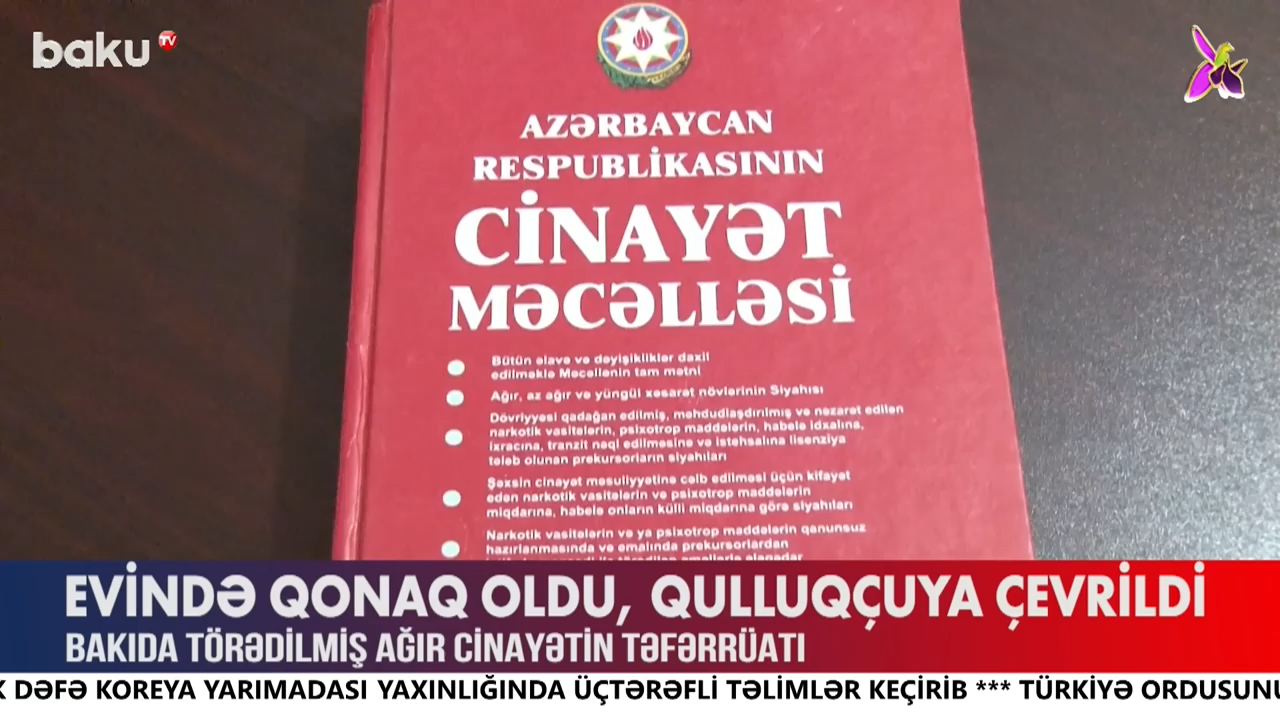 baku TV
AZƏRBAYCAN
RESPUBLİKASININ
CİNAYƏT
MƏCƏLLƏSİ
Bütün əlavə və dəyişikliklər daxil
edilməklə Məcəllənin tam mətni
Ağır, az ağır və yüngül xəsarət növlərinin Siyahısı
Dövriyyəsi qadağan edilmiş, məhdudlaşdırılmış və nəzarət edilən
narkotik vasitələrin, psixotrop maddələrin, habelə idxalına,
ixracına, tranzit nəql edilməsinə və istehsalına lisenziya
tələb olunan prekursorların siyahıları
Şəxsin cinayət məsuliyyətinə cəlb edilməsi üçün kifayət
edən narkotik vasitələrin və psixotrop maddələrin
miqdarına, habelə onların külli miqdarına görə siyahıları
Narkotik vasitələrin və ya psixotrop maddələrin qanunsuz
hazırlanmasında və emalında prekursorlardan
EVİNDƏ QONAQ OLDU, QULLUQÇUYA ÇEVRİLDİ
BAKIDA TÖRƏDİLMİŞ AĞIR CİNAYƏTİN TƏFƏRRÜATI
K DƏFƏ KOREYA YARIMADASI YAXINLIĞINDA ÜÇTƏRƏFLİ TƏLİMLƏR KEÇİRİB *** TÜRKİYƏ ORDUSUNU